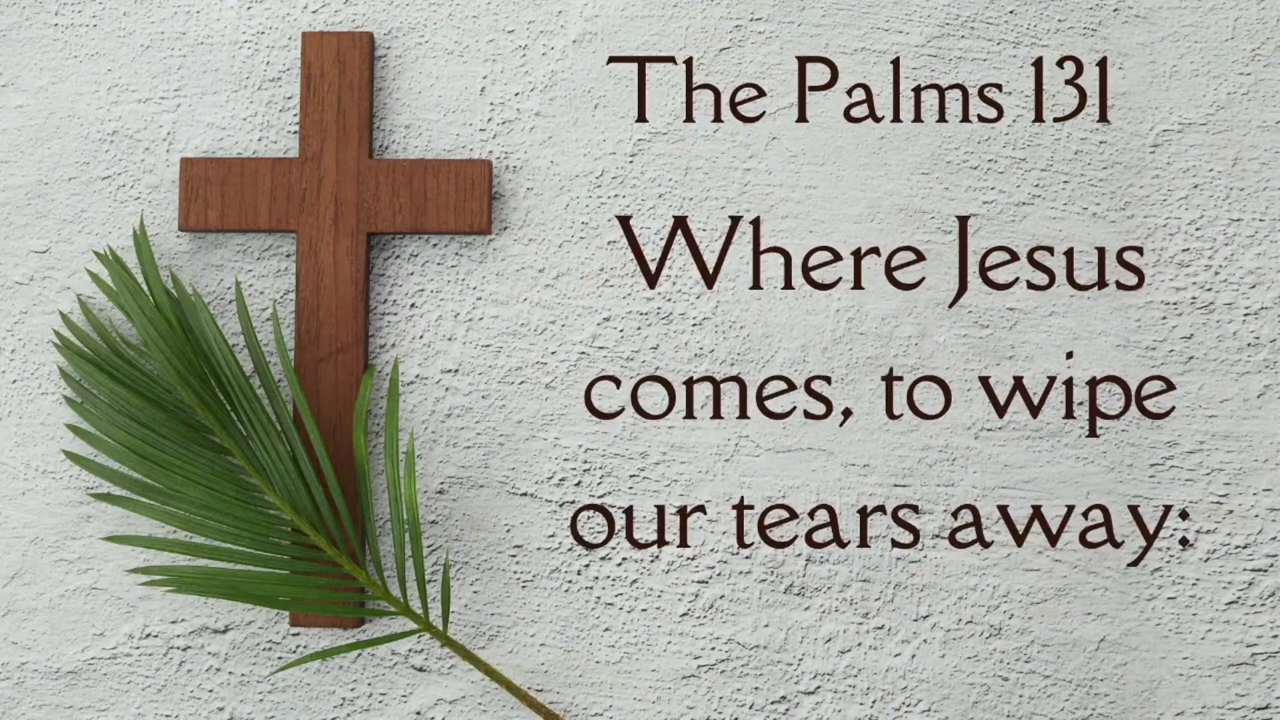 The Palms 131
Where Jesus
comes, to wipe
our tears away: